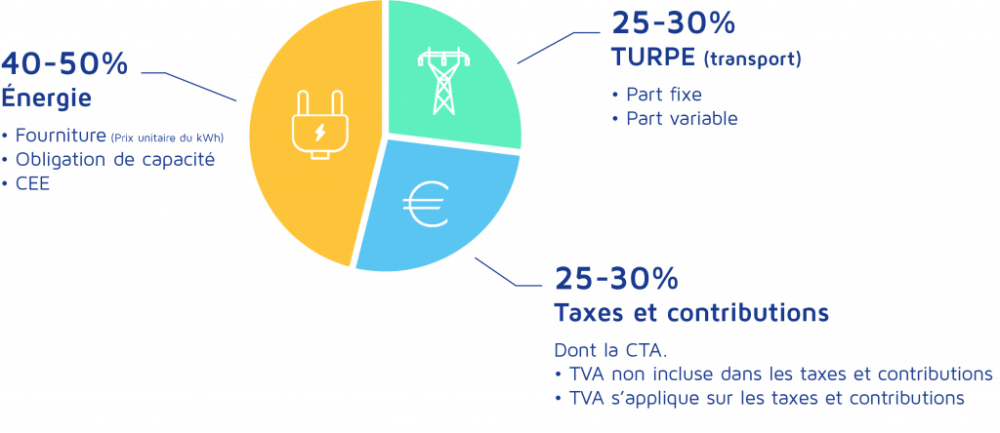 40-50%
Énergie
• Fourniture (Prix unitaire du kWh)
• Obligation de capacité
• CEE
25-30%
TURPE (transport)
• Part fixe
• Part variable
25-30%
Taxes et contributions
Dont la CTA.
• TVA non incluse dans les taxes et contributions
• TVA s’applique sur les taxes et contributions